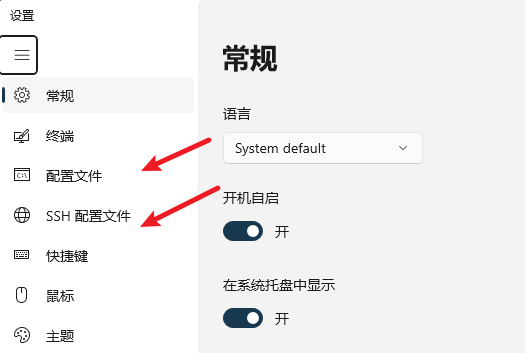 设置
常规
终端
配置文件
SSH 配置文件
快捷键
鼠标
主题
常规
语言
System default
开机自启
开
在系统托盘中显示
开